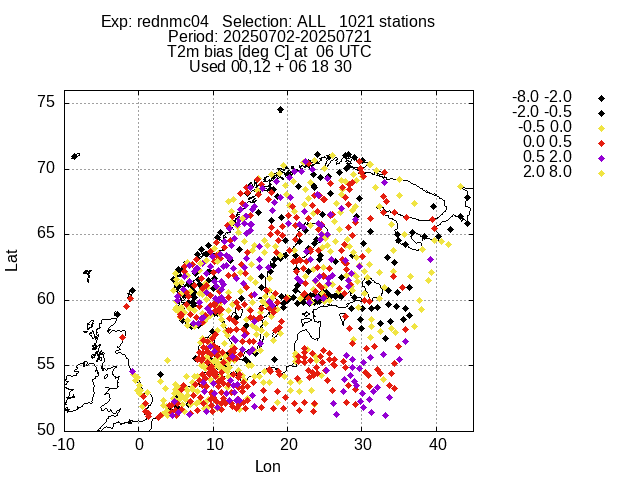 Exp: rednmc04 Selection: ALL 1021 stations
Period: 20250702-20250721
T2m bias [deg C] at 06 UTC
Used 00,12 + 06 18 30
-8.0 -2.0
-2.0 -0.5
-0.5 0.0
0.0 0.5
0.5 2.0
2.0 8.0
75
70
65
60
55
50
Lat
-10 0 10 20 30 40
Lon